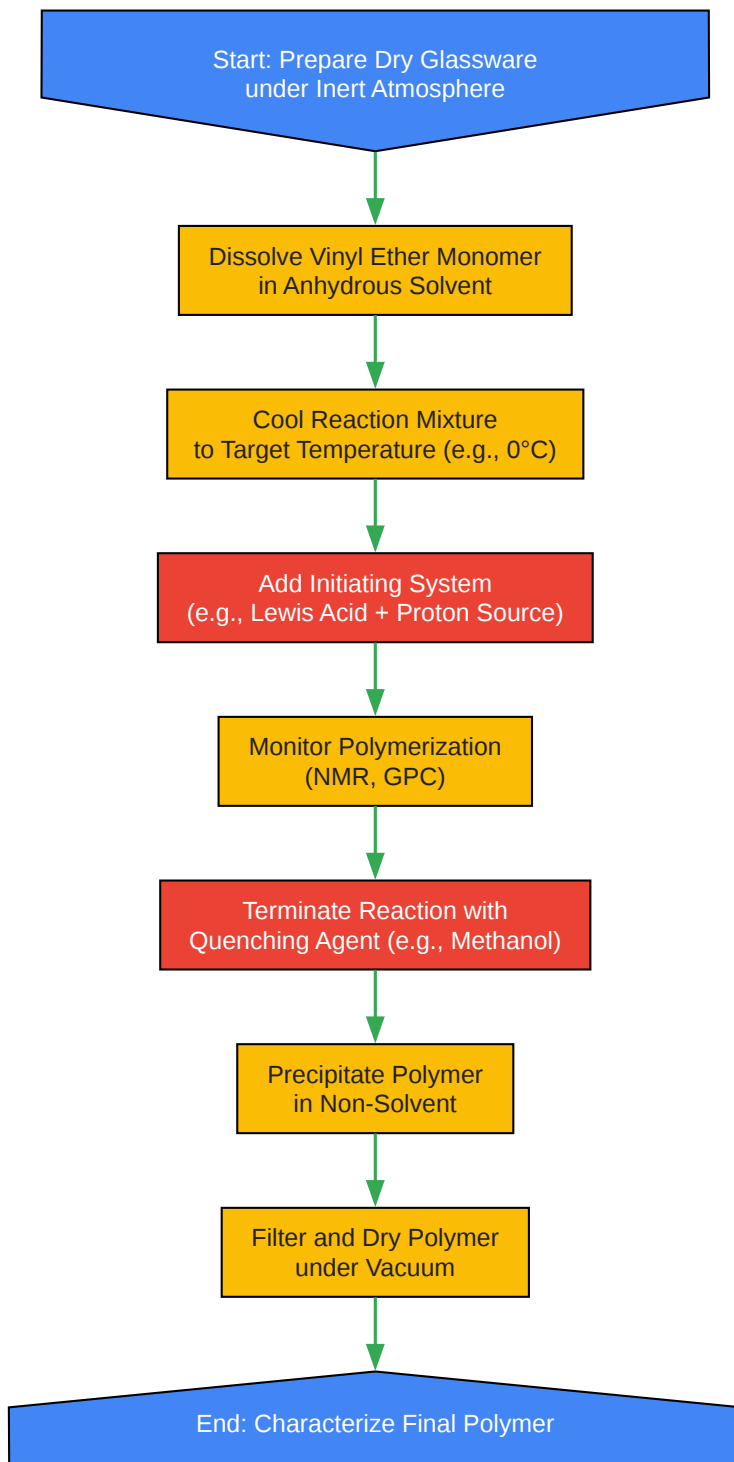 Start: Prepare Dry Glassware
under Inert Atmosphere
Dissolve Vinyl Ether Monomer
in Anhydrous Solvent
Cool Reaction Mixture
to Target Temperature (e.g., 0°C)
Add Initiating System
(e.g., Lewis Acid + Proton Source)
Monitor Polymerization
(NMR, GPC)
Terminate Reaction with
Quenching Agent (e.g., Methanol)
Precipitate Polymer
in Non-Solvent
Filter and Dry Polymer
under Vacuum
End: Characterize Final Polymer